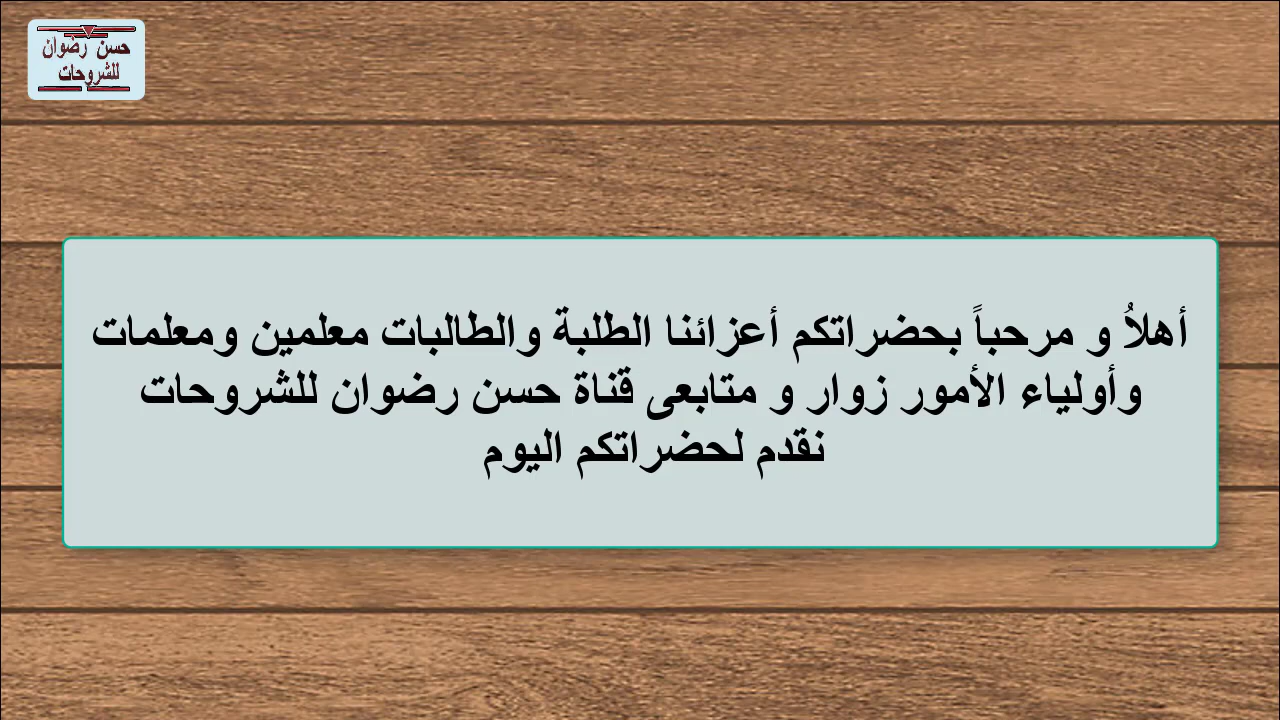 حسن رضوان
للشروحات
أهلاُ و مرحباً بحضراتكم أعزائنا الطلبة والطالبات معلمين ومعلمات
وأولياء الأمور زوار و متابعى قناة حسن رضوان للشروحات
نقدم لحضراتكم اليوم